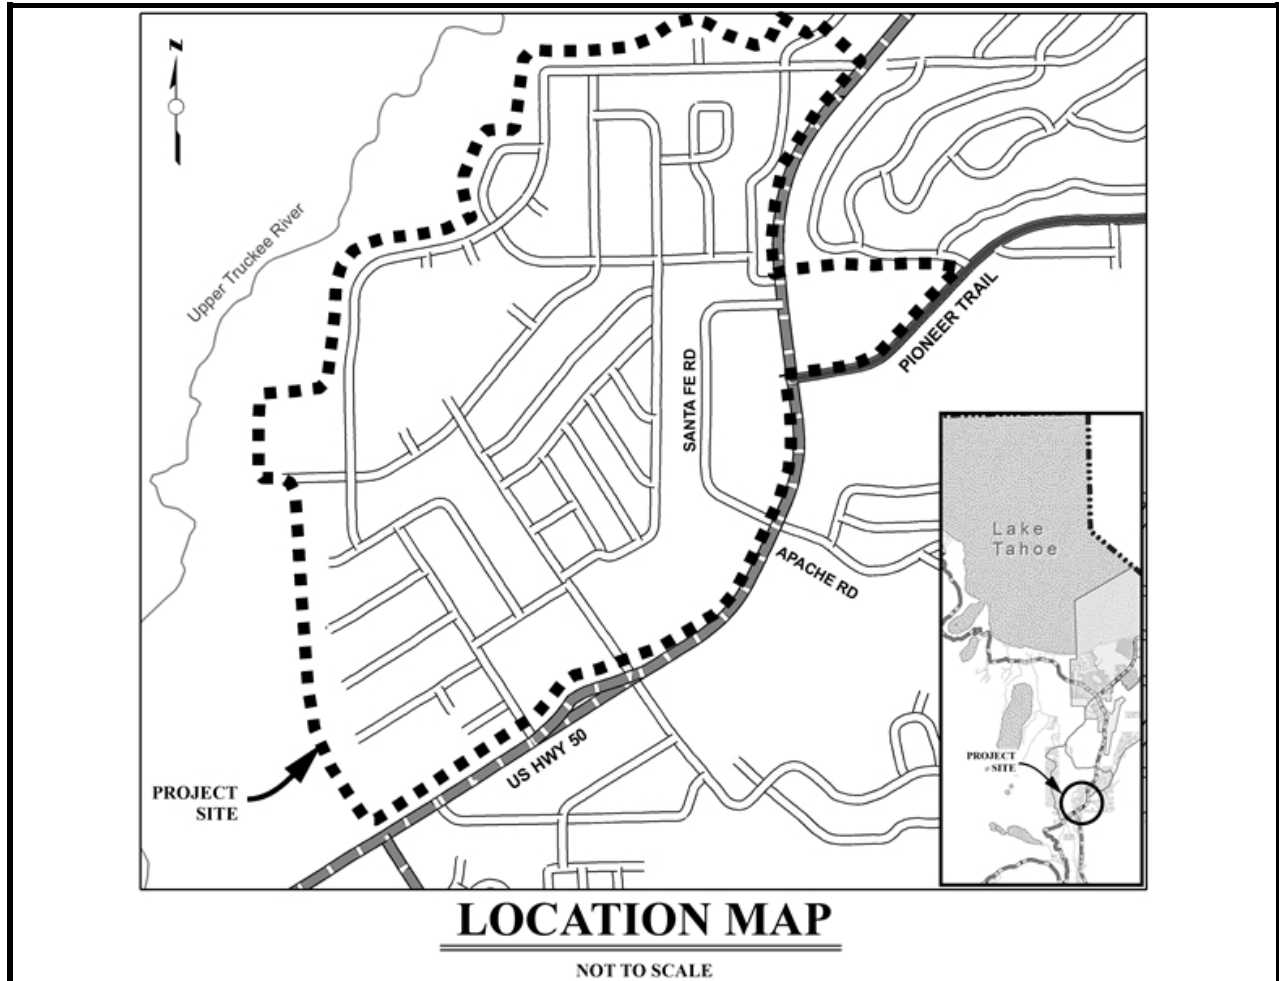 N
Upper Truckee River
SANTA FE RD
PIONEER TRAIL
APACHE RD
US HWY 50
PROJECT
SITE
Lake
Tahoe
PROJECT
SITE
LOCATION MAP
NOT TO SCALE